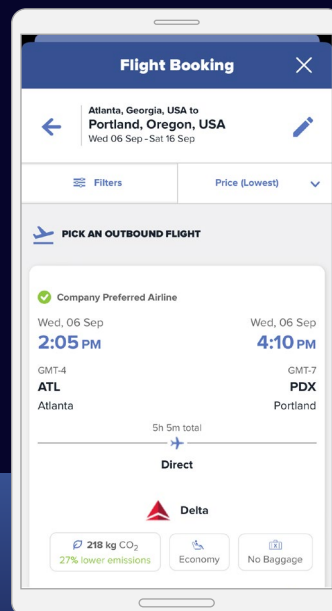 Flight Booking
Atlanta, Georgia, USA to
Portland, Oregon, USA
Wed 06 Sep - Sat 16 Sep
Filters
Price (Lowest)
PICK AN OUTBOUND FLIGHT
Company Preferred Airline
Wed, 06 Sep Wed, 06 Sep
2:05 PM 4:10 PM
GMT-4 GMT-7
ATL PDX
Atlanta Portland
5h 5m total
Direct
Delta
218 kg CO₂
27% lower emissions
Economy
No Baggage